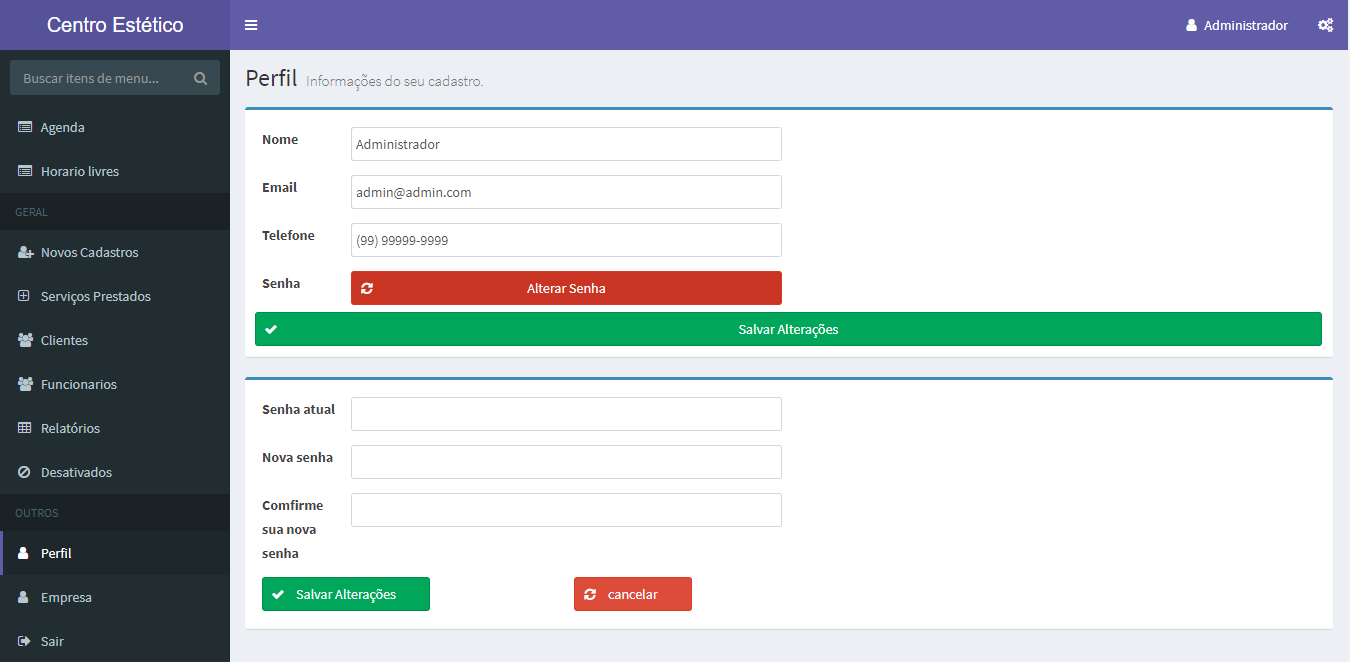 Centro Estético
Administrador
Buscar itens de menu...
Agenda
Horario livres
GERAL
Novos Cadastros
Serviços Prestados
Clientes
Funcionarios
Relatórios
Desativados
OUTROS
Perfil
Empresa
Sair
Perfil Informações do seu cadastro.
Nome Administrador
Email admin@admin.com
Telefone (99) 99999-9999
Senha Alterar Senha
Salvar Alterações
Senha atual
Nova senha
Comfirme
sua nova
senha
Salvar Alterações cancelar